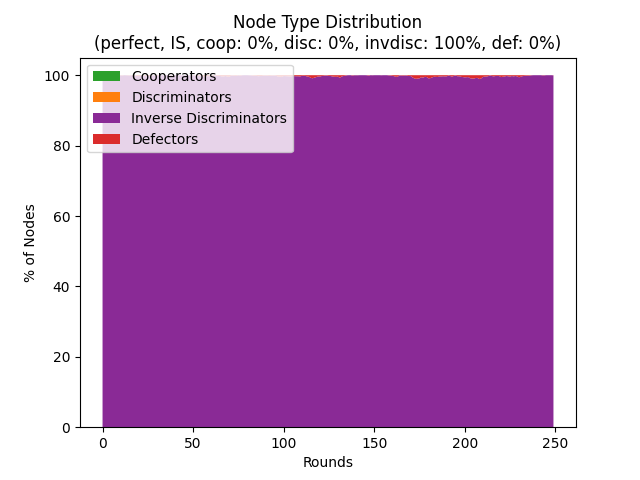 Node Type Distribution
(perfect, IS, coop: 0%, disc: 0%, invdisc: 100%, def: 0%)
Cooperators
Discriminators
Inverse Discriminators
Defectors
% of Nodes
100
80
60
40
20
0
0 50 100 150 200 250
Rounds